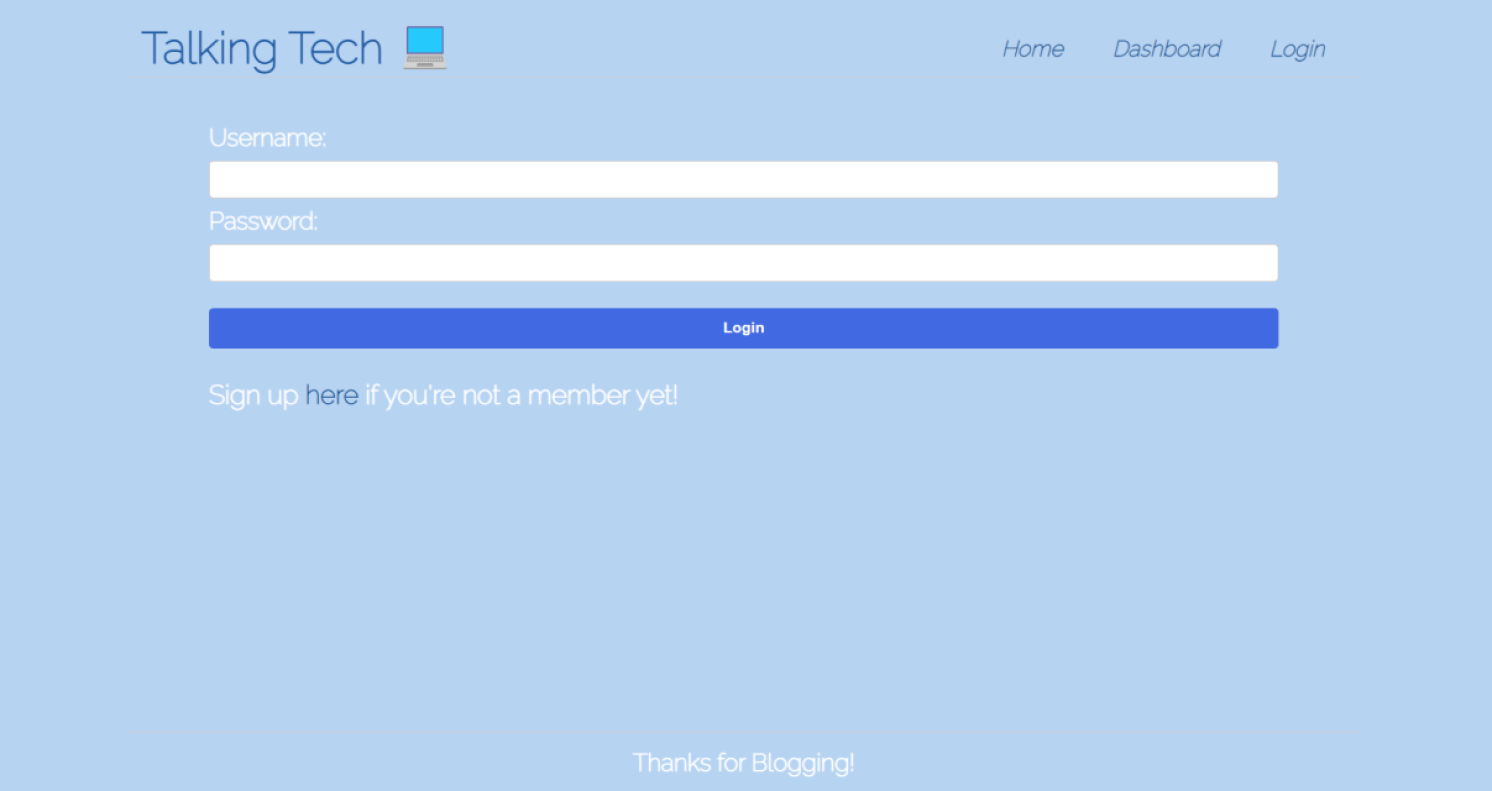 Talking Tech
Home Dashboard Login
Username:
Password:
Login
Sign up here if you're not a member yet!
Thanks for Blogging!